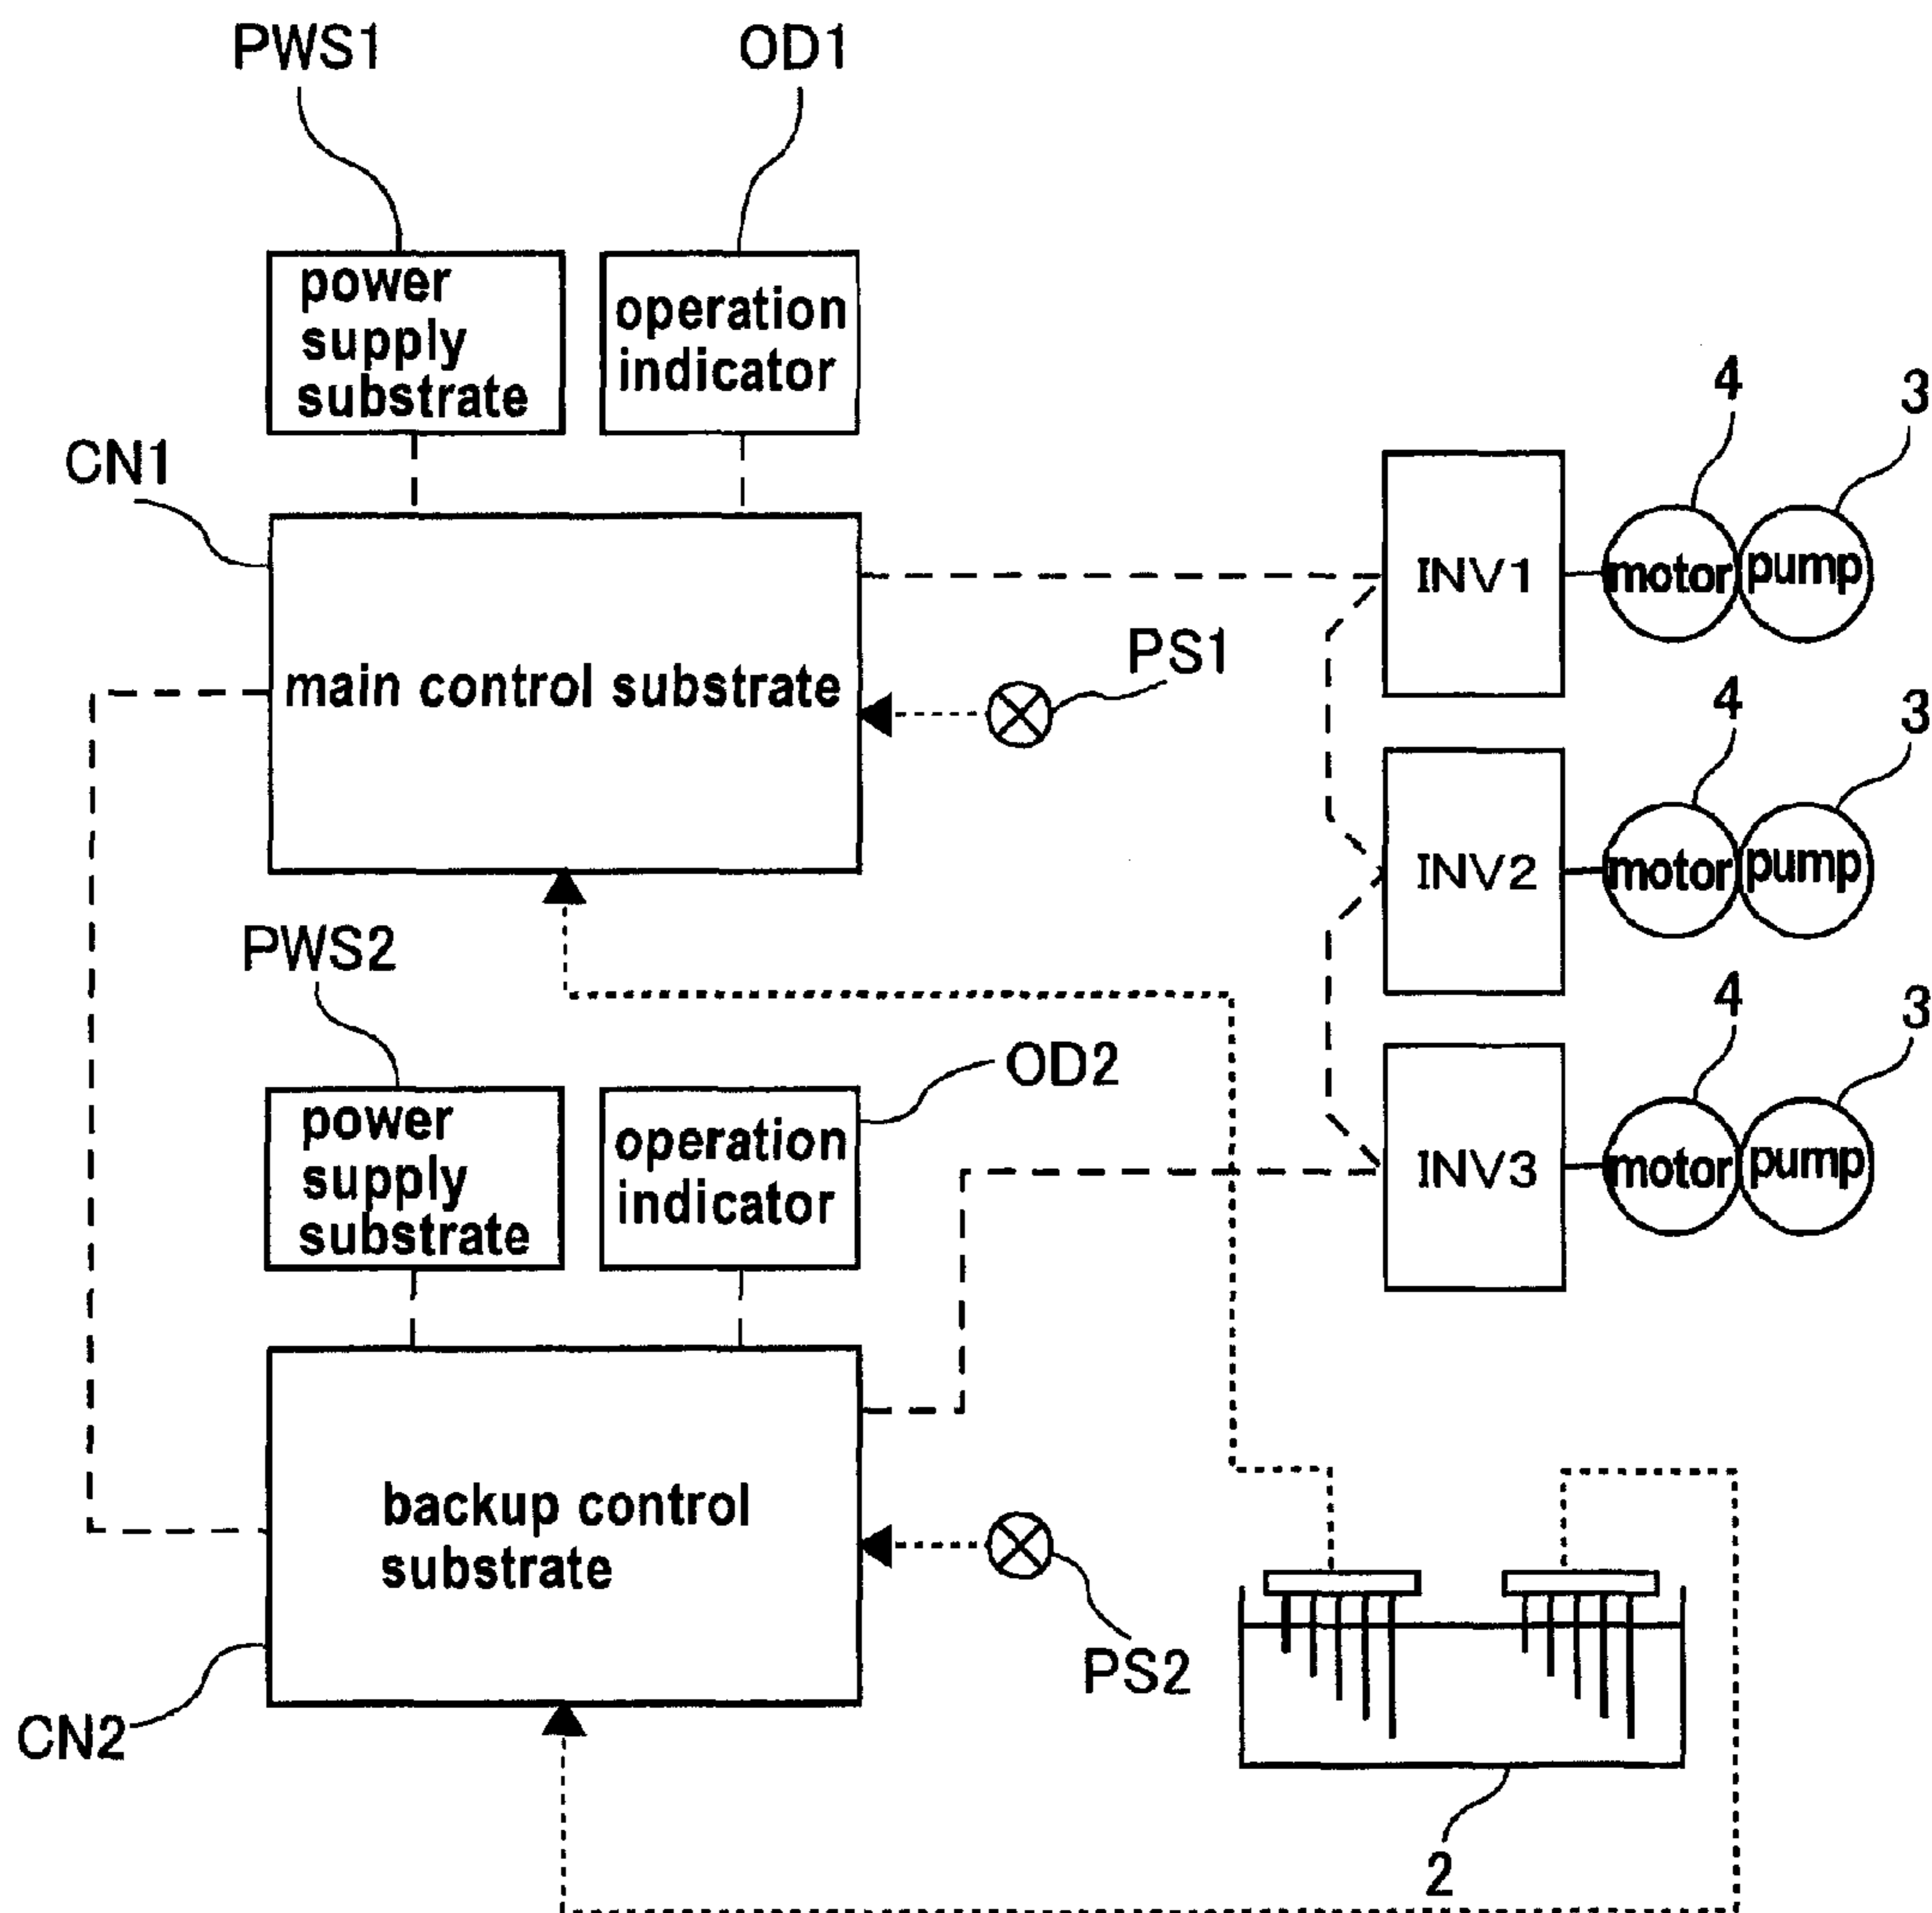 PWS1
OD1
power
supply
substrate
operation
indicator
CN1
4
3
INV1
motor
pump
main control substrate
PS1
4
3
INV2
motor
pump
PWS2
OD2
4
3
power
supply
substrate
operation
indicator
INV3
motor
pump
backup control
substrate
PS2
CN2
2